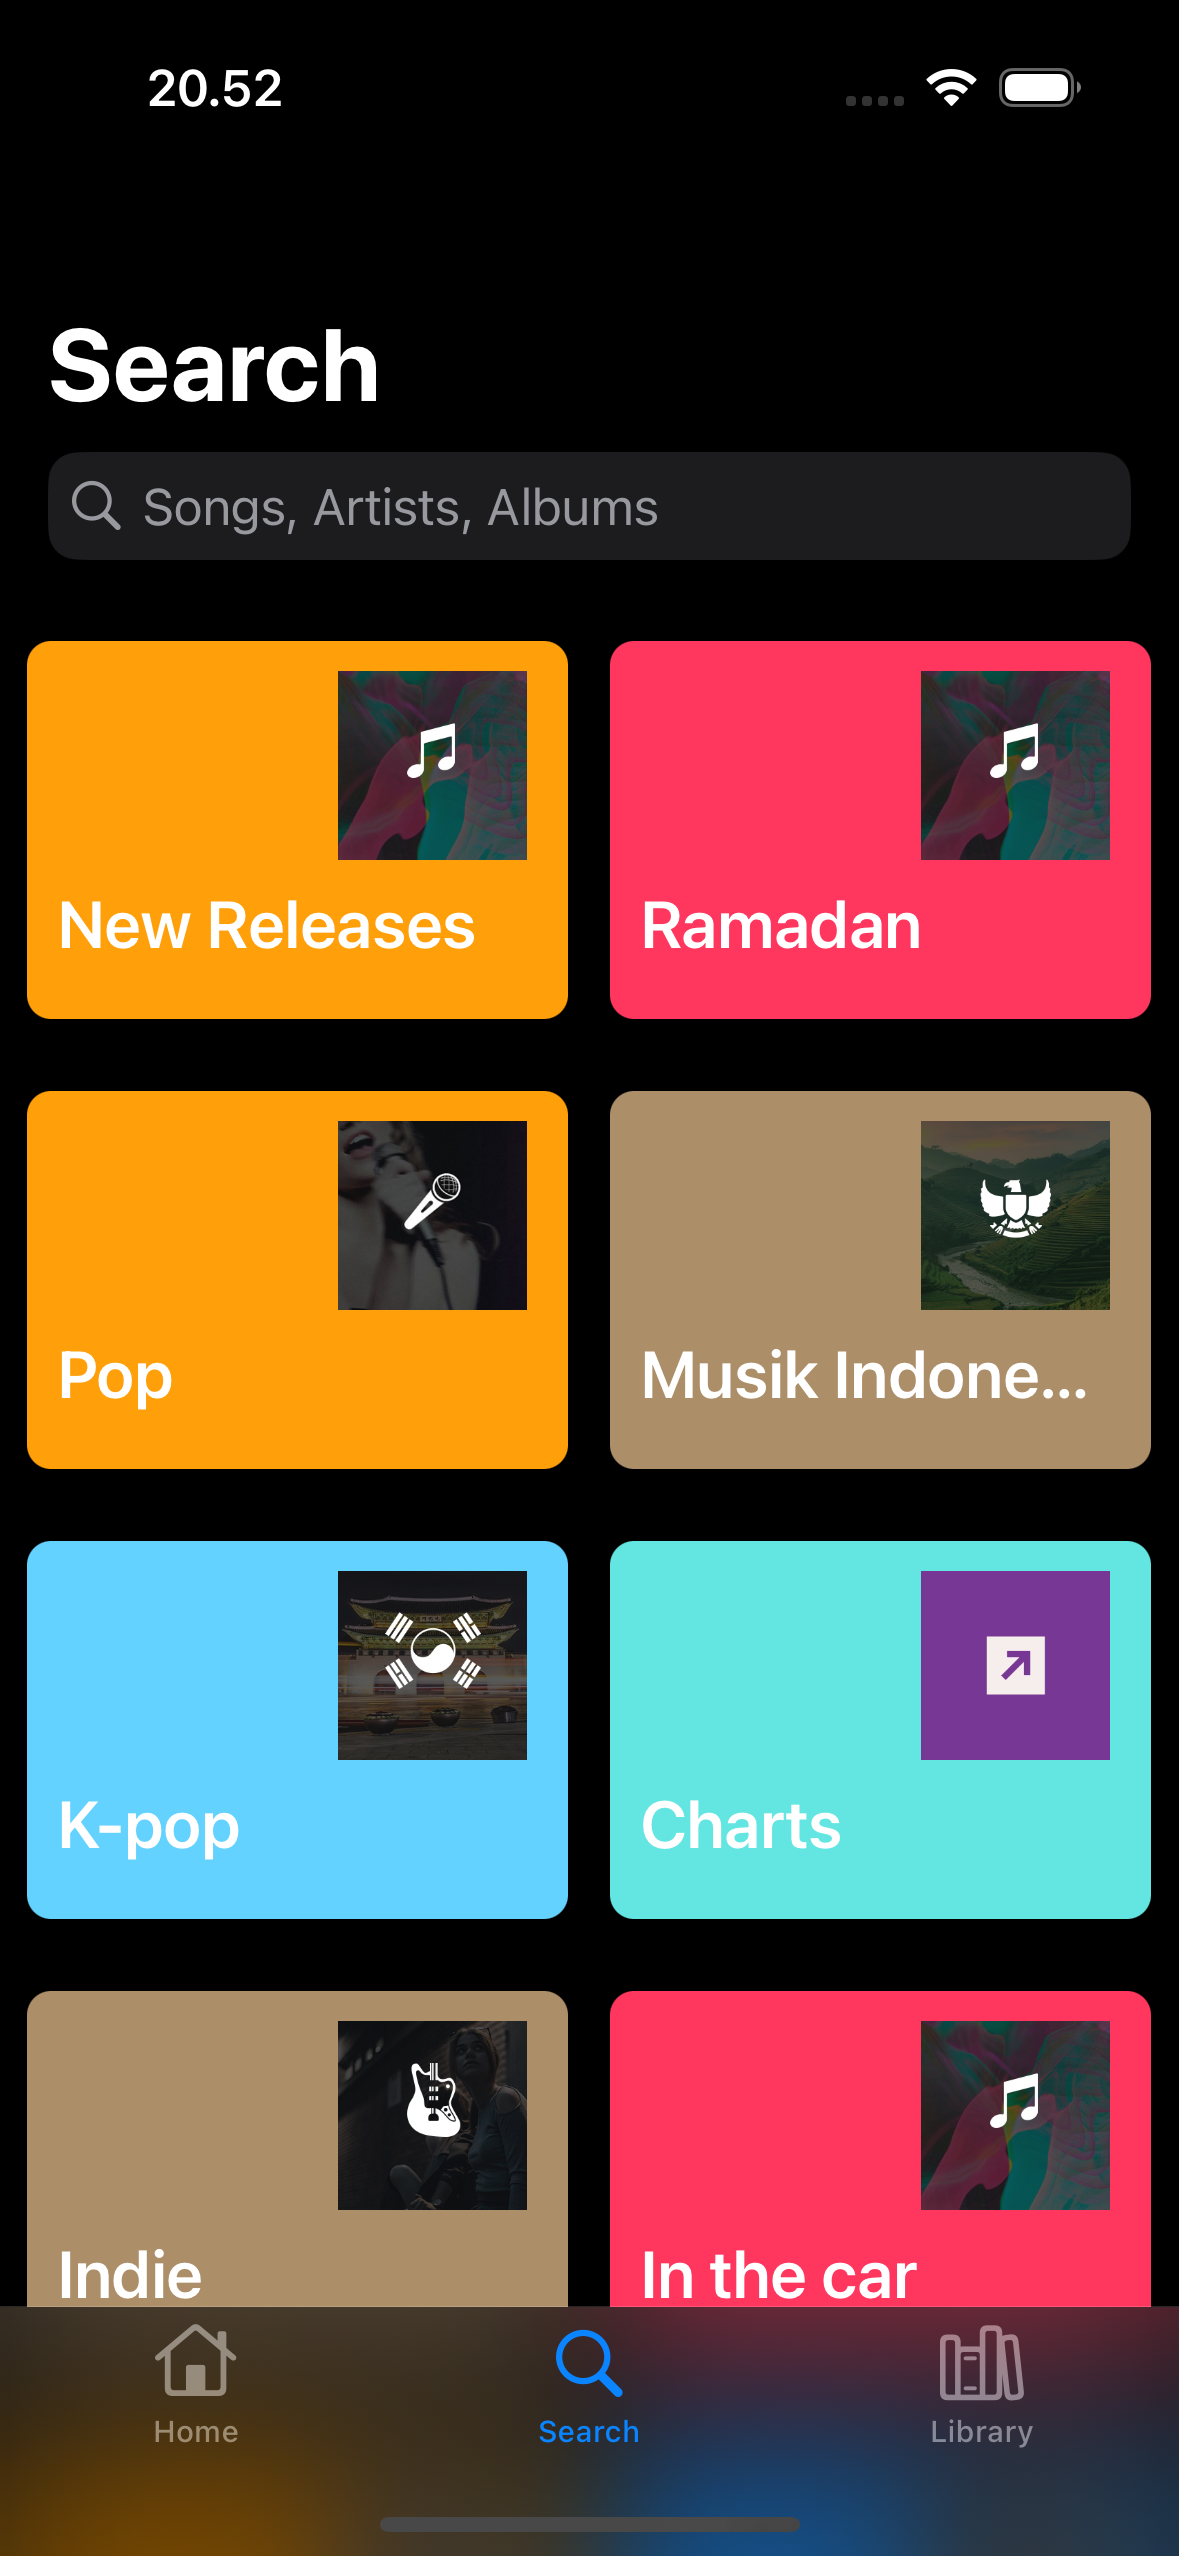 20.52
Search
Songs, Artists, Albums
New Releases
Ramadan
Pop
Musik Indone...
K-pop
Charts
Indie
In the car
Home
Search
Library